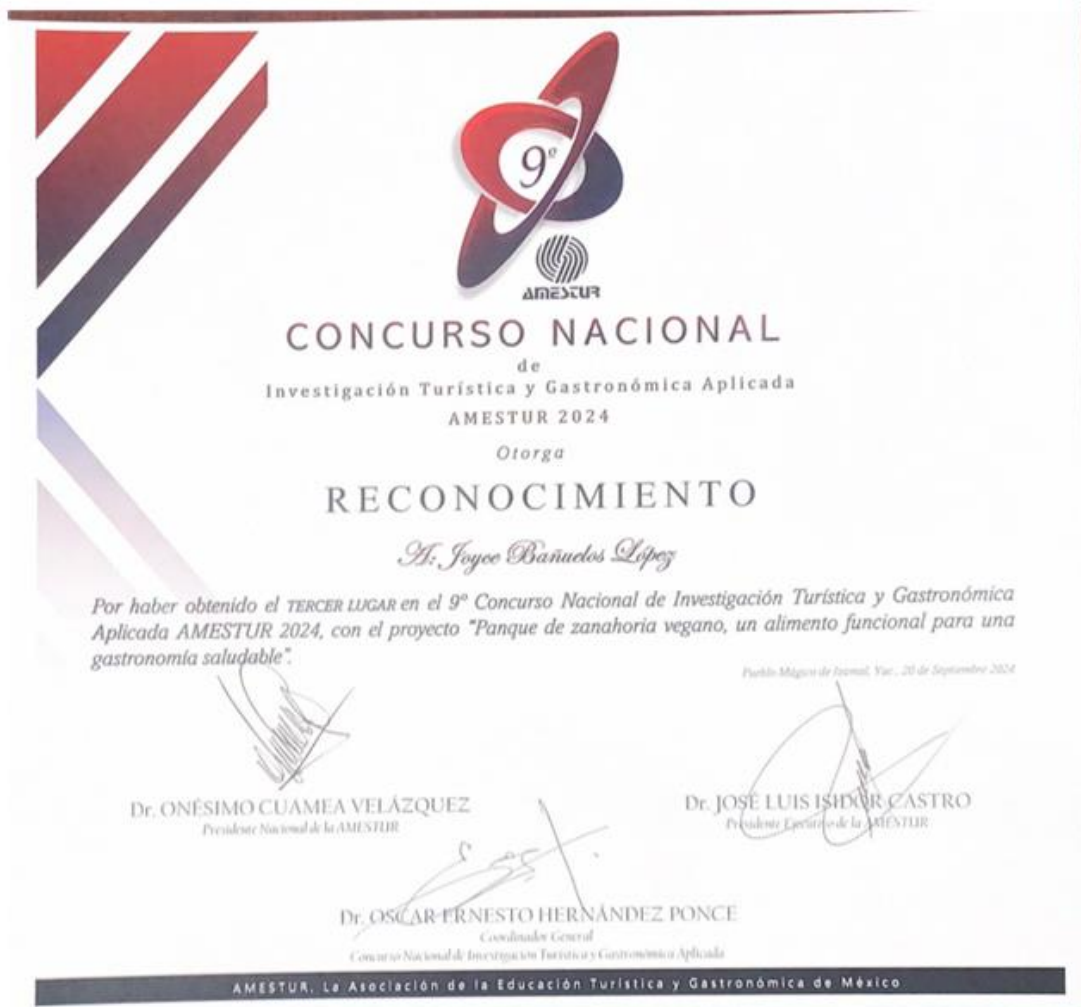 9º
AMESTUR
CONCURSO NACIONAL
de
Investigación Turística y Gastronómica Aplicada
AMESTUR 2024
Otorga
RECONOCIMIENTO
A: Joyce Bañuelos López
Por haber obtenido el TERCER LUGAR en el 9º Concurso Nacional de Investigación Turística y Gastronómica
Aplicada AMESTUR 2024, con el proyecto "Panque de zanahoria vegano, un alimento funcional para una
gastronomía saludable".
Pueblo Mágico de Izamal, Yuc., 20 de Septiembre 2024
Dr. ONÉSIMO CUAMEA VELÁZQUEZ
Presidente Nacional de la AMESTUR
Dr. JOSÉ LUIS ISIDOR CASTRO
Presidente Ejecutivo de la AMESTUR
Dr. OSCAR ERNESTO HERNÁNDEZ PONCE
Coordinador General
Concurso Nacional de Investigación Turística y Gastronómica Aplicada
AMESTUR, La Asociación de la Educación Turística y Gastronómica de México